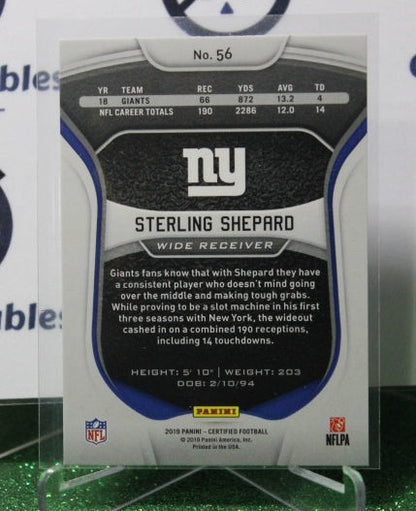 No. 56
YR TEAM REC YDS AVG TD
18 GIANTS 66 872 13.2 4
NFL CAREER TOTALS 190 2286 12.0 14
ny
STERLING SHEPARD
WIDE RECEIVER
Giants fans know that with Shepard they have
a consistent player who doesn't mind going
over the middle and making tough grabs.
While proving to be a slot machine in his first
three seasons with New York, the wideout
cashed in on a combined 190 receptions,
including 14 touchdowns.
HEIGHT: 5' 10" | WEIGHT: 203
DOB: 2/10/94
PANINI
NFL
NFLPA
2019 PANINI - CERTIFIED FOOTBALL
© 2019 Panini America, Inc.
Printed in the USA.
bles
bles